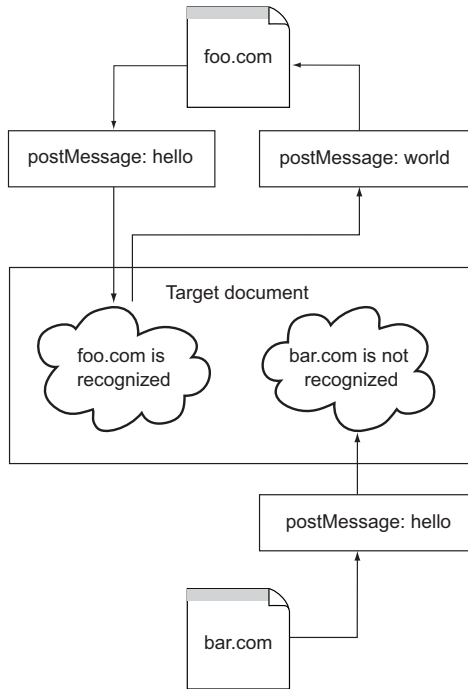 foo.com
postMessage: hello
postMessage: world
Target document
foo.com is
recognized
bar.com is not
recognized
postMessage: hello
bar.com